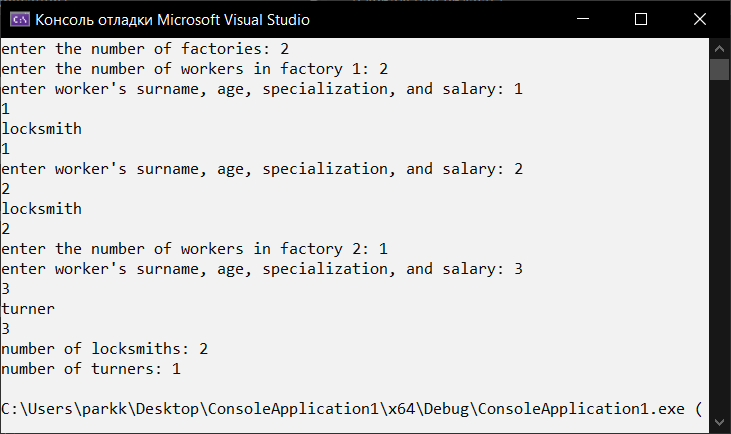 C:\ Консоль отладки Microsoft Visual Studio
enter the number of factories: 2
enter the number of workers in factory 1: 2
enter worker's surname, age, specialization, and salary: 1
1
locksmith
1
enter worker's surname, age, specialization, and salary: 2
2
locksmith
2
enter the number of workers in factory 2: 1
enter worker's surname, age, specialization, and salary: 3
3
turner
3
number of locksmiths: 2
number of turners: 1
C:\Users\parkk\Desktop\ConsoleApplication1\x64\Debug\ConsoleApplication1.exe (